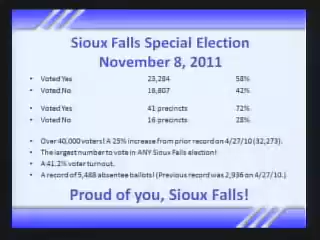 Sioux Falls Special Election
November 8, 2011
• Voted Yes 23,284 58%
• Voted No 16,807 42%
• Voted Yes 41 precincts 72%
• Voted No 16 precincts 28%
• Over 40,000 voters! A 25% increase from prior record on 4/27/10 (32,273).
• The largest number to vote in ANY Sioux Falls election!
• A 41.2% voter turnout.
• A record of 5,488 absentee ballots! (Previous record was 2,936 on 4/27/10.)
Proud of you, Sioux Falls!